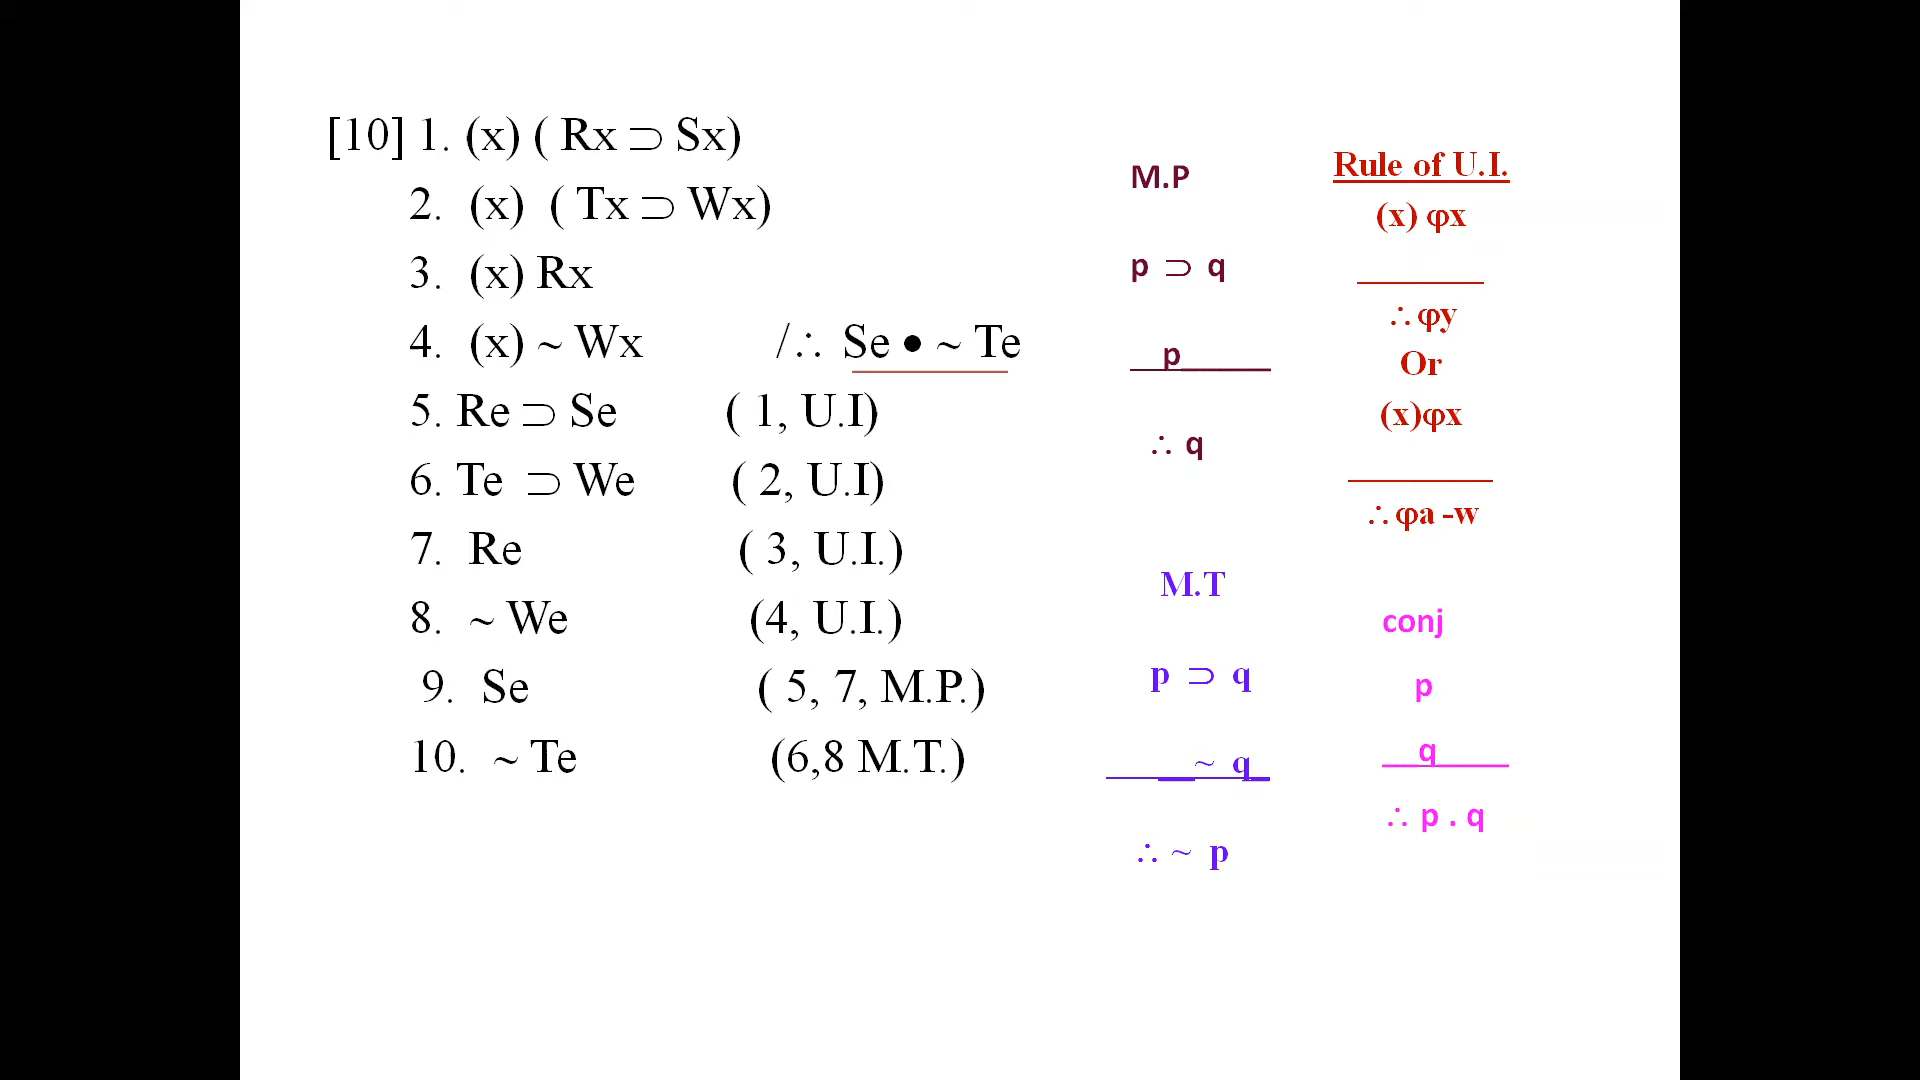 [10] 1. (x) ( Rx ⊃ Sx)
2. (x) ( Tx ⊃ Wx)
3. (x) Rx
4. (x) ~ Wx /∴ Se • ~ Te
5. Re ⊃ Se ( 1, U.I)
6. Te ⊃ We ( 2, U.I)
7. Re ( 3, U.I.)
8. ~ We (4, U.I.)
9. Se ( 5, 7, M.P.)
10. ~ Te (6,8 M.T.)
M.P
p ⊃ q
p
∴ q
M.T
p ⊃ q
~ q
∴ ~ p
Rule of U.I.
(x) φx
∴ φy
Or
(x)φx
∴ φa -w
conj
p
q
∴ p . q